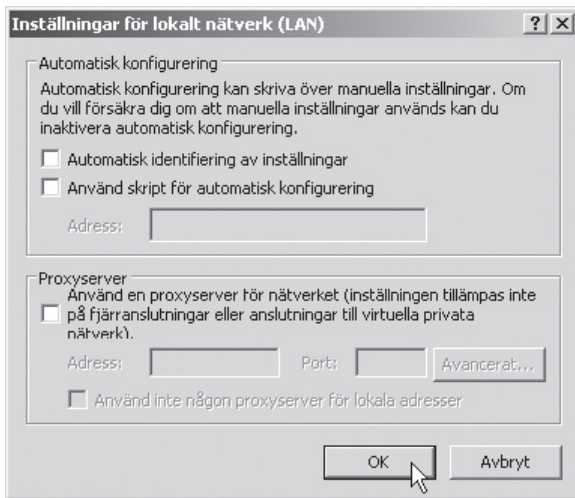 Inställningar för lokalt nätverk (LAN)
Automatisk konfigurering
Automatisk konfigurering kan skriva över manuella inställningar. Om
du vill försäkra dig om att manuella inställningar används kan du
inaktivera automatisk konfigurering.
Automatisk identifiering av inställningar
Använd skript för automatisk konfigurering
Adress:
Proxyserver
Använd en proxyserver för nätverket (inställningen tillämpas inte
på fjärranslutningar eller anslutningar till virtuella privata
nätverk).
Adress: Port: Avancerat...
Använd inte någon proxyserver för lokala adresser
OK Avbryt